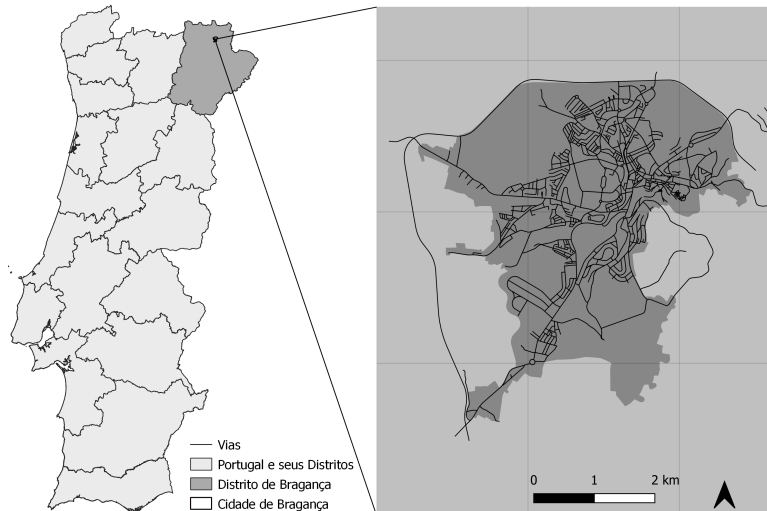 Vias
Portugal e seus Distritos
Distrito de Bragança
Cidade de Bragança
0 1 2 km